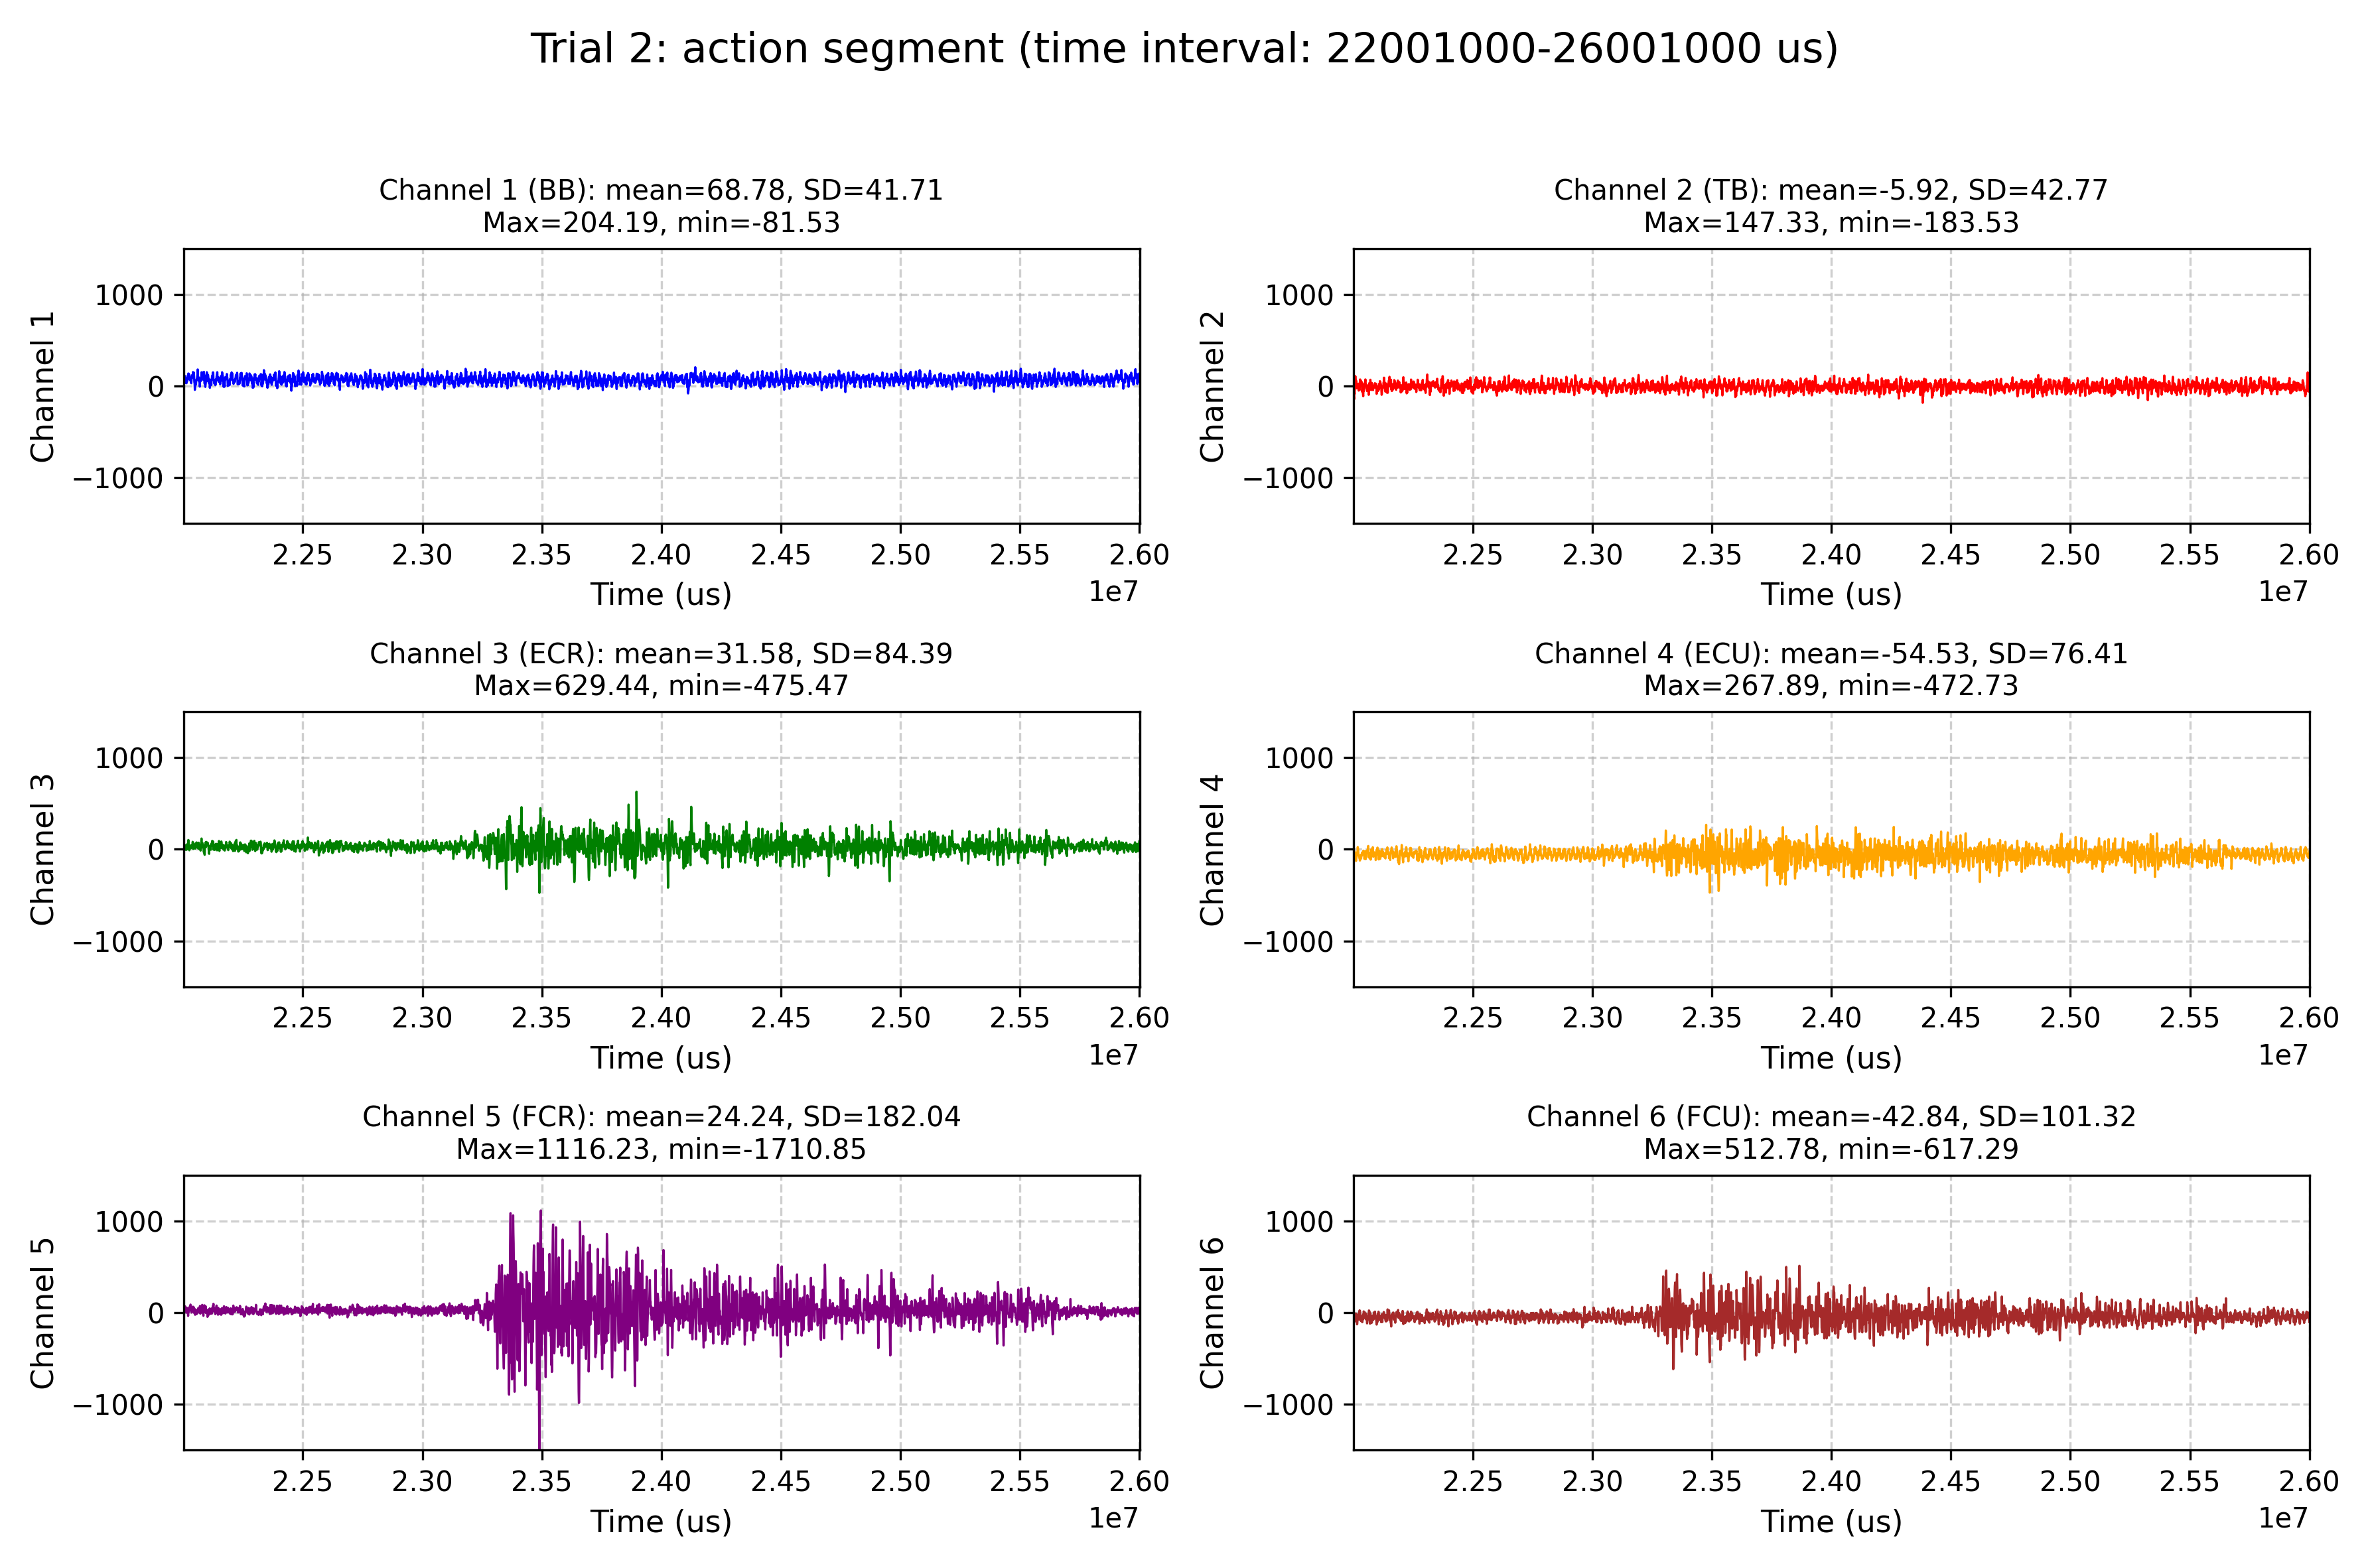 Trial 2: action segment (time interval: 22001000-26001000 us)
Channel 1 (BB): mean=68.78, SD=41.71
Max=204.19, min=-81.53
Channel 1
1000
0
−1000
2.25 2.30 2.35 2.40 2.45 2.50 2.55 2.60
Time (us)
1e7
Channel 2 (TB): mean=-5.92, SD=42.77
Max=147.33, min=-183.53
Channel 2
1000
0
−1000
2.25 2.30 2.35 2.40 2.45 2.50 2.55 2.60
Time (us)
1e7
Channel 3 (ECR): mean=31.58, SD=84.39
Max=629.44, min=-475.47
Channel 3
1000
0
−1000
2.25 2.30 2.35 2.40 2.45 2.50 2.55 2.60
Time (us)
1e7
Channel 4 (ECU): mean=-54.53, SD=76.41
Max=267.89, min=-472.73
Channel 4
1000
0
−1000
2.25 2.30 2.35 2.40 2.45 2.50 2.55 2.60
Time (us)
1e7
Channel 5 (FCR): mean=24.24, SD=182.04
Max=1116.23, min=-1710.85
Channel 5
1000
0
−1000
2.25 2.30 2.35 2.40 2.45 2.50 2.55 2.60
Time (us)
1e7
Channel 6 (FCU): mean=-42.84, SD=101.32
Max=512.78, min=-617.29
Channel 6
1000
0
−1000
2.25 2.30 2.35 2.40 2.45 2.50 2.55 2.60
Time (us)
1e7